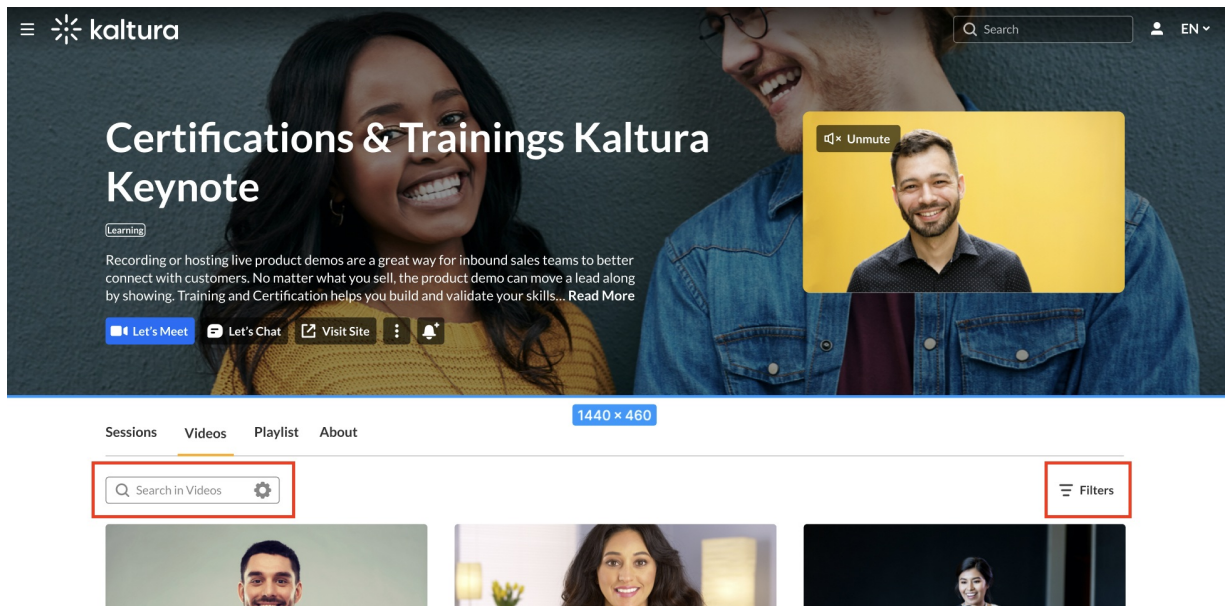 kaltura
Search
EN
Certifications & Trainings Kaltura
Keynote
Unmute
Learning
Recording or hosting live product demos are a great way for inbound sales teams to better
connect with customers. No matter what you sell, the product demo can move a lead along
by showing. Training and Certification helps you build and validate your skills... Read More
Let's Meet
Let's Chat
Visit Site
1440 × 460
Sessions
Videos
Playlist
About
Search in Videos
Filters